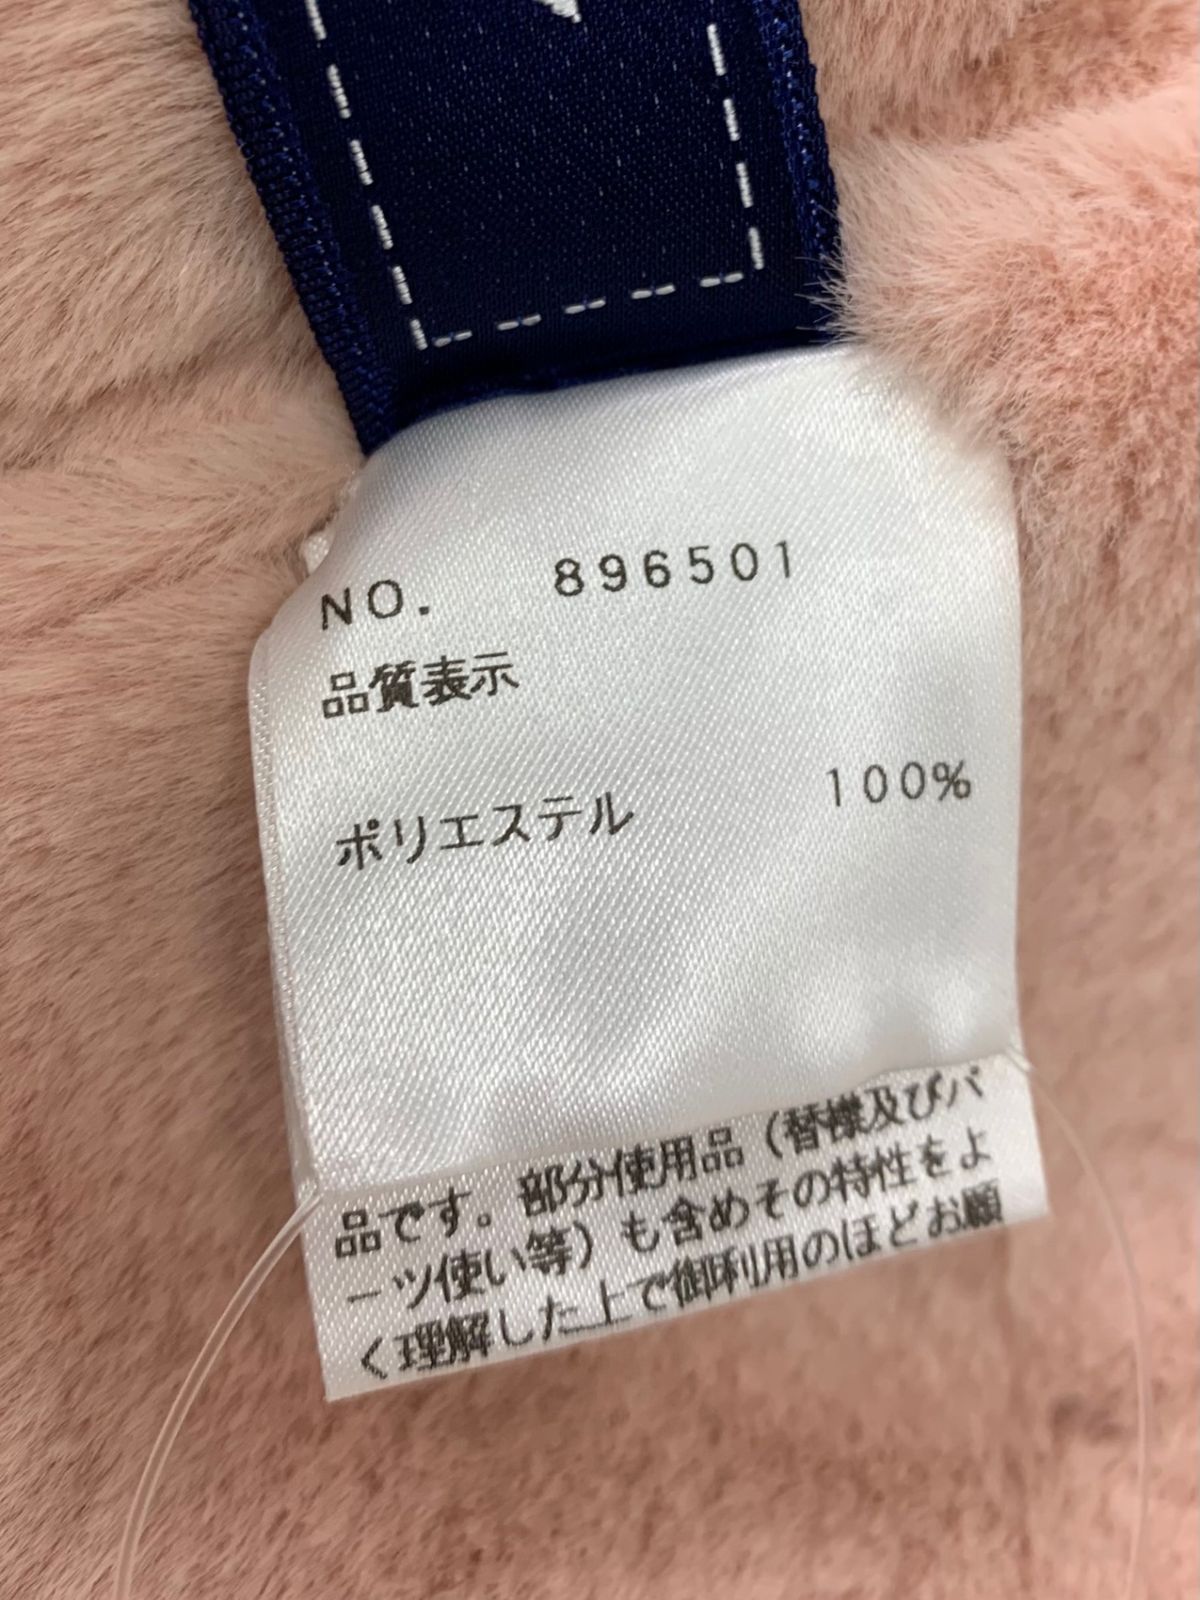 NO. 896501
品質表示
ポリエステル 100%
品です。部分使用品（替襟及びパ
ーツ使い等）も含めその特性をよ
く理解した上で御利用のほどお願